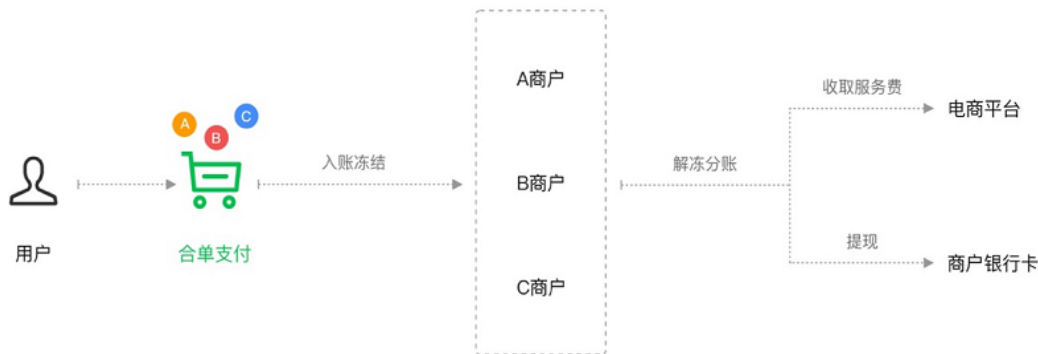 A商户
收取服务费
电商平台
A
B
C
入账冻结
解冻分账
B商户
用户
合单支付
提现
商户银行卡
C商户